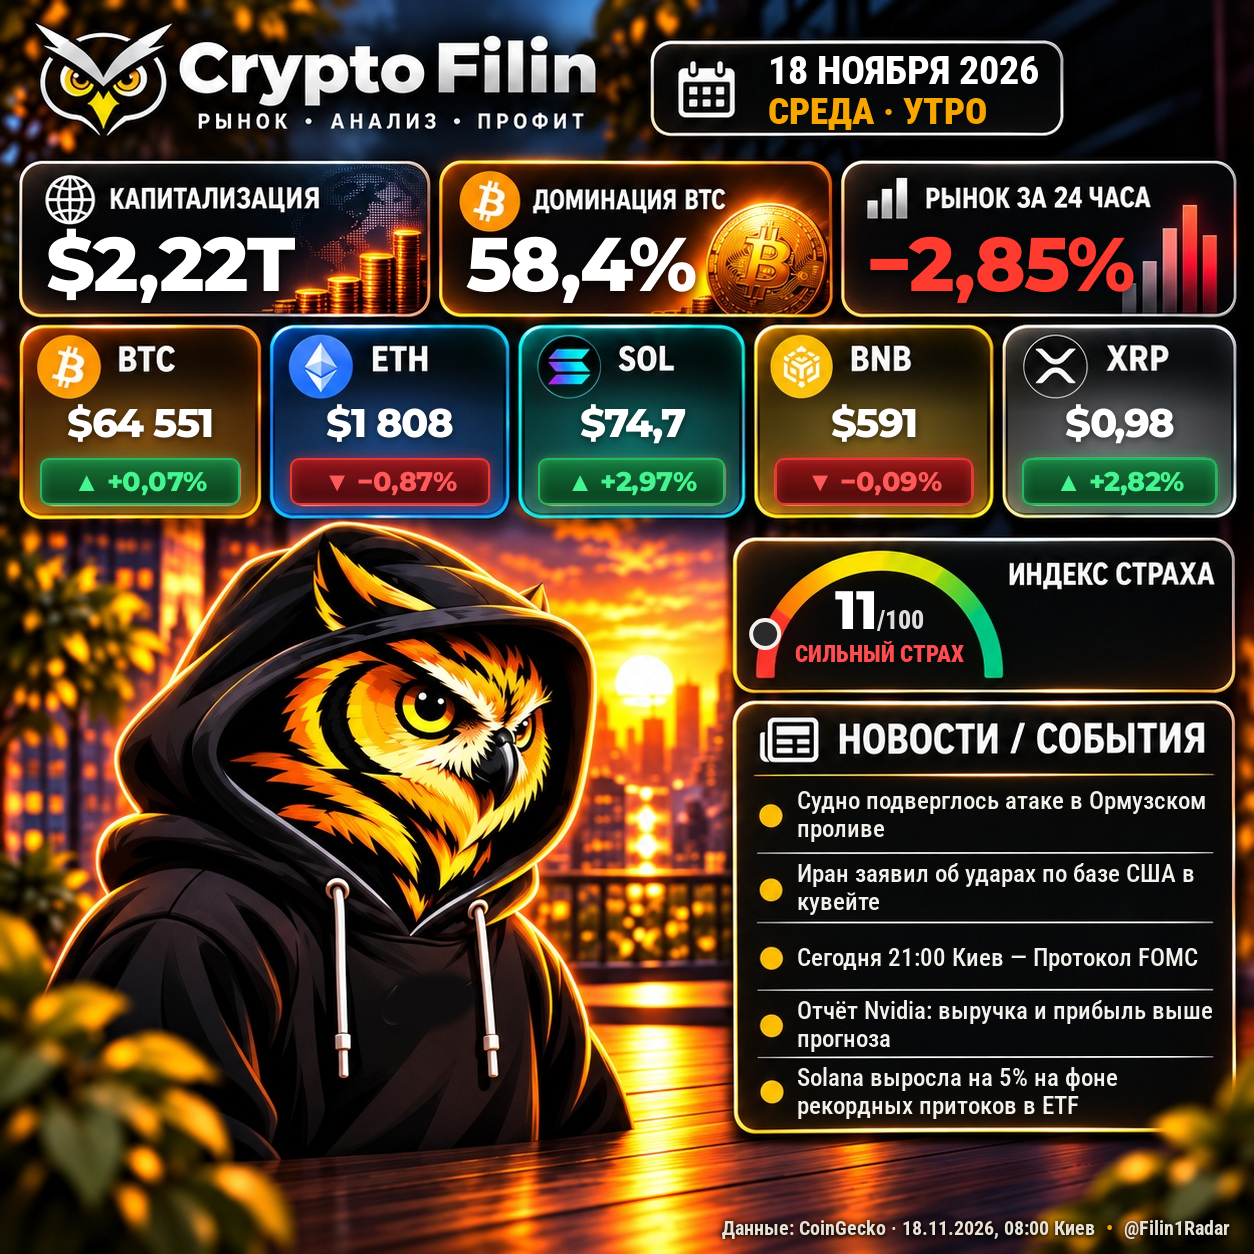 Crypto Filin
РЫНОК • АНАЛИЗ • ПРОФИТ
18 НОЯБРЯ 2026
СРЕДА · УТРО
КАПИТАЛИЗАЦИЯ
$2,22T
ДОМИНАЦИЯ BTC
58,4%
РЫНОК ЗА 24 ЧАСА
−2,85%
BTC
$64 551
▲ +0,07%
ETH
$1 808
▼ −0,87%
SOL
$74,7
▲ +2,97%
BNB
$591
▼ −0,09%
XRP
$0,98
▲ +2,82%
ИНДЕКС СТРАХА
11/100
СИЛЬНЫЙ СТРАХ
НОВОСТИ / СОБЫТИЯ
Судно подверглось атаке в Ормузском
проливе
Иран заявил об ударах по базе США в
кувейте
Сегодня 21:00 Киев — Протокол FOMC
Отчёт Nvidia: выручка и прибыль выше
прогноза
Solana выросла на 5% на фоне
рекордных притоков в ETF
Данные: CoinGecko · 18.11.2026, 08:00 Киев • @Filin1Radar